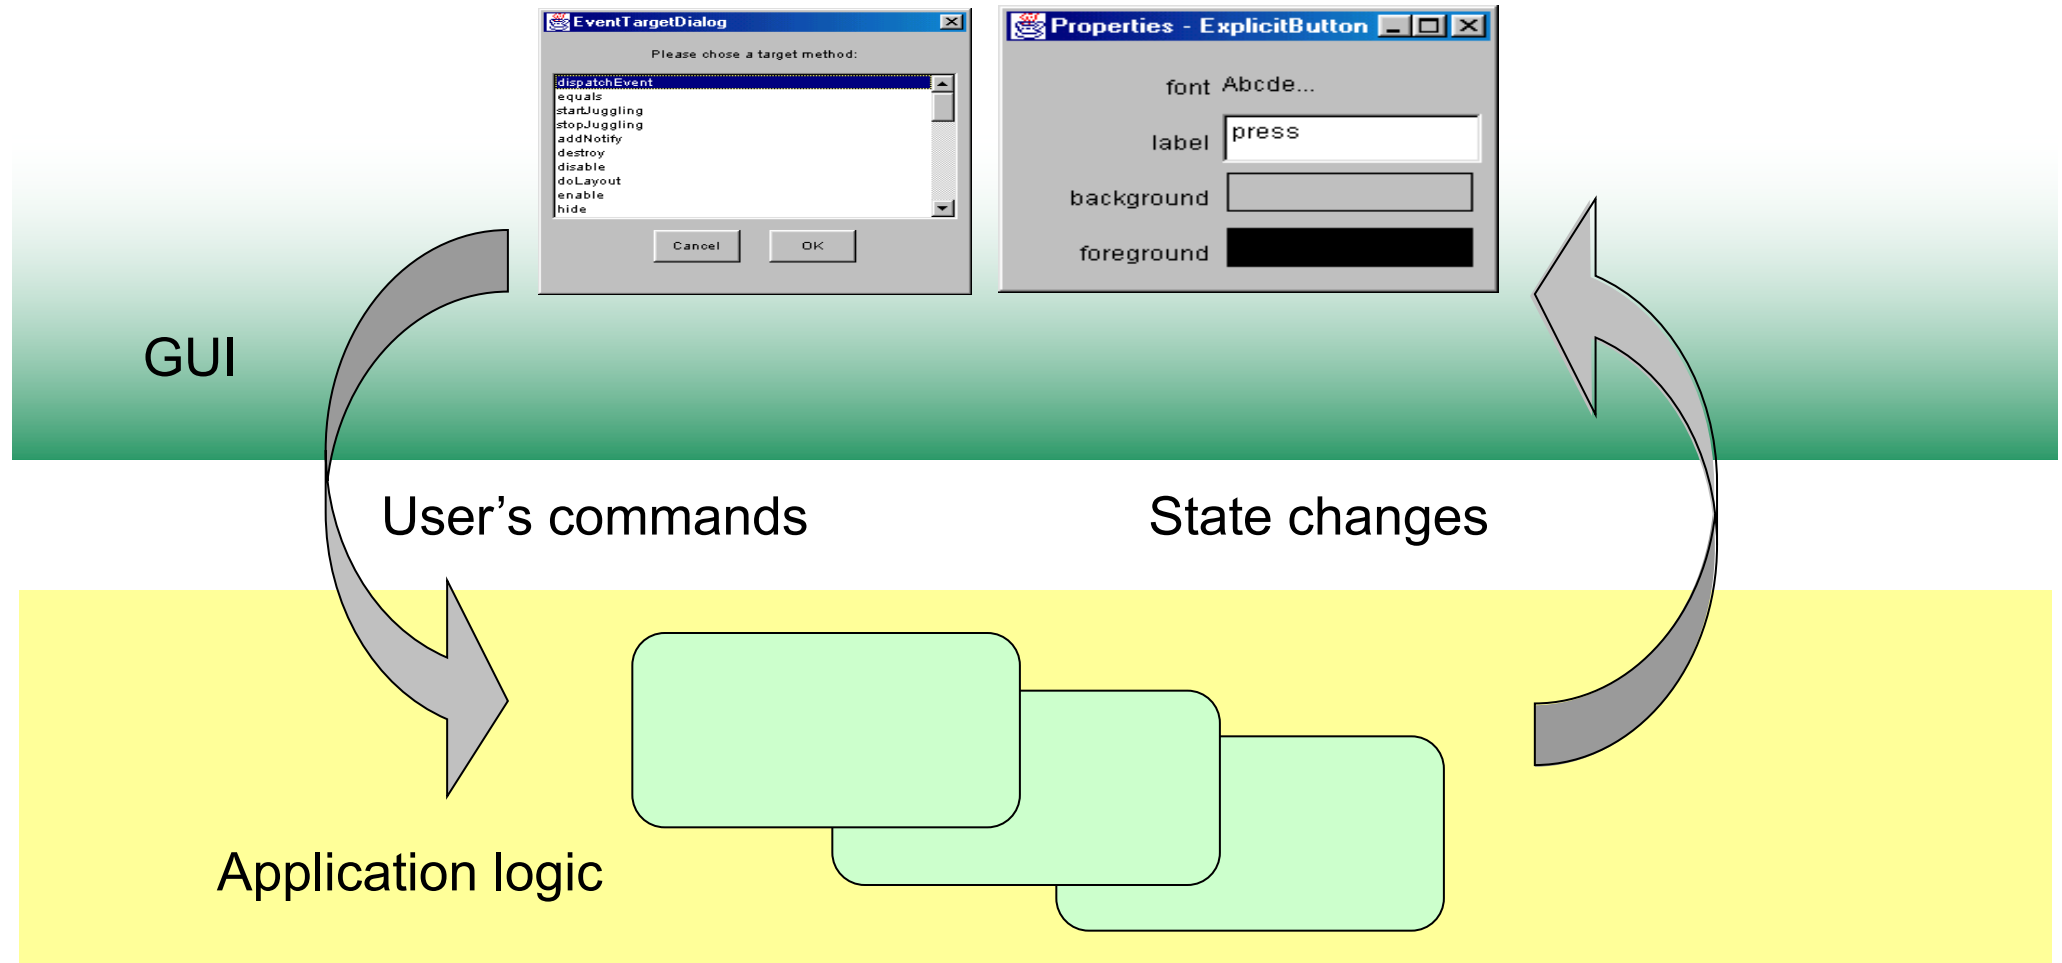 EventTargetDialog
Please chose a target method:
dispatchEvent
equals
startJuggling
stopJuggling
addNotify
destroy
disable
doLayout
enable
hide
Cancel
OK
Properties - ExplicitButton
font Abcde...
label press
background
foreground
GUI
User’s commands
State changes
Application logic